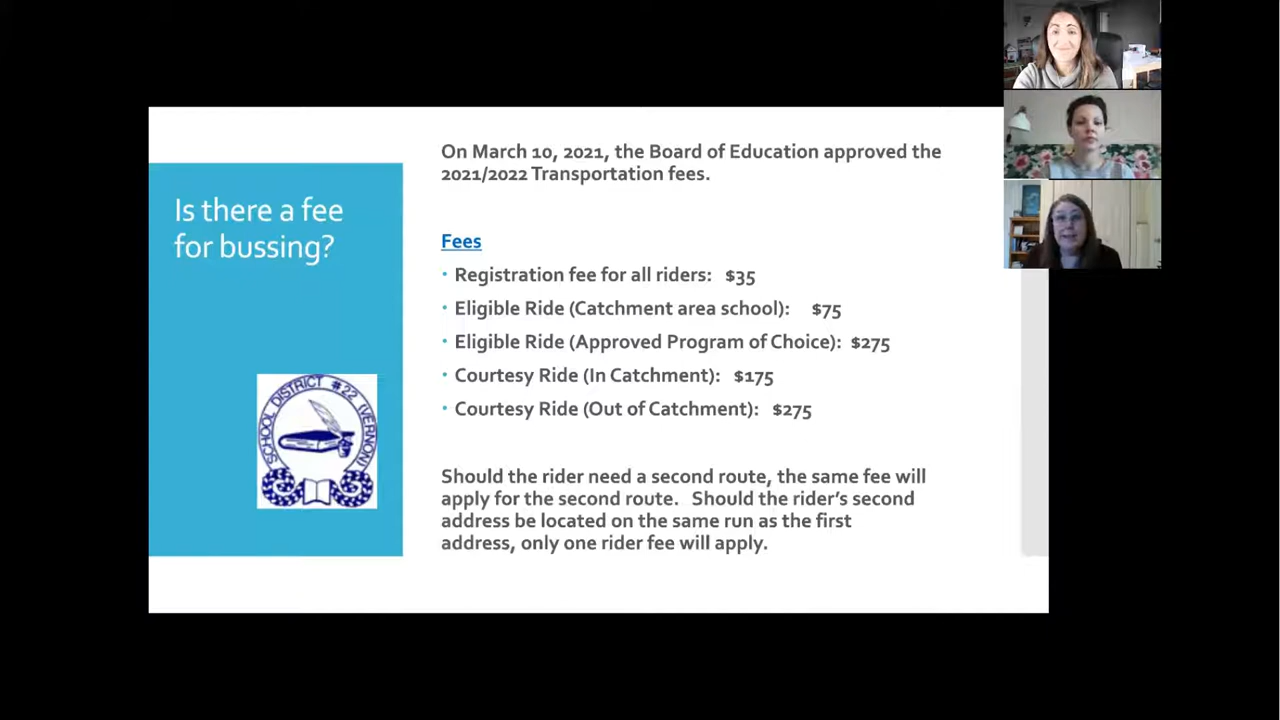 Is there a fee
for bussing?
SCHOOL DISTRICT #22 (VERNON)
On March 10, 2021, the Board of Education approved the
2021/2022 Transportation fees.
Fees
• Registration fee for all riders: $35
• Eligible Ride (Catchment area school): $75
• Eligible Ride (Approved Program of Choice): $275
• Courtesy Ride (In Catchment): $175
• Courtesy Ride (Out of Catchment): $275
Should the rider need a second route, the same fee will
apply for the second route. Should the rider's second
address be located on the same run as the first
address, only one rider fee will apply.